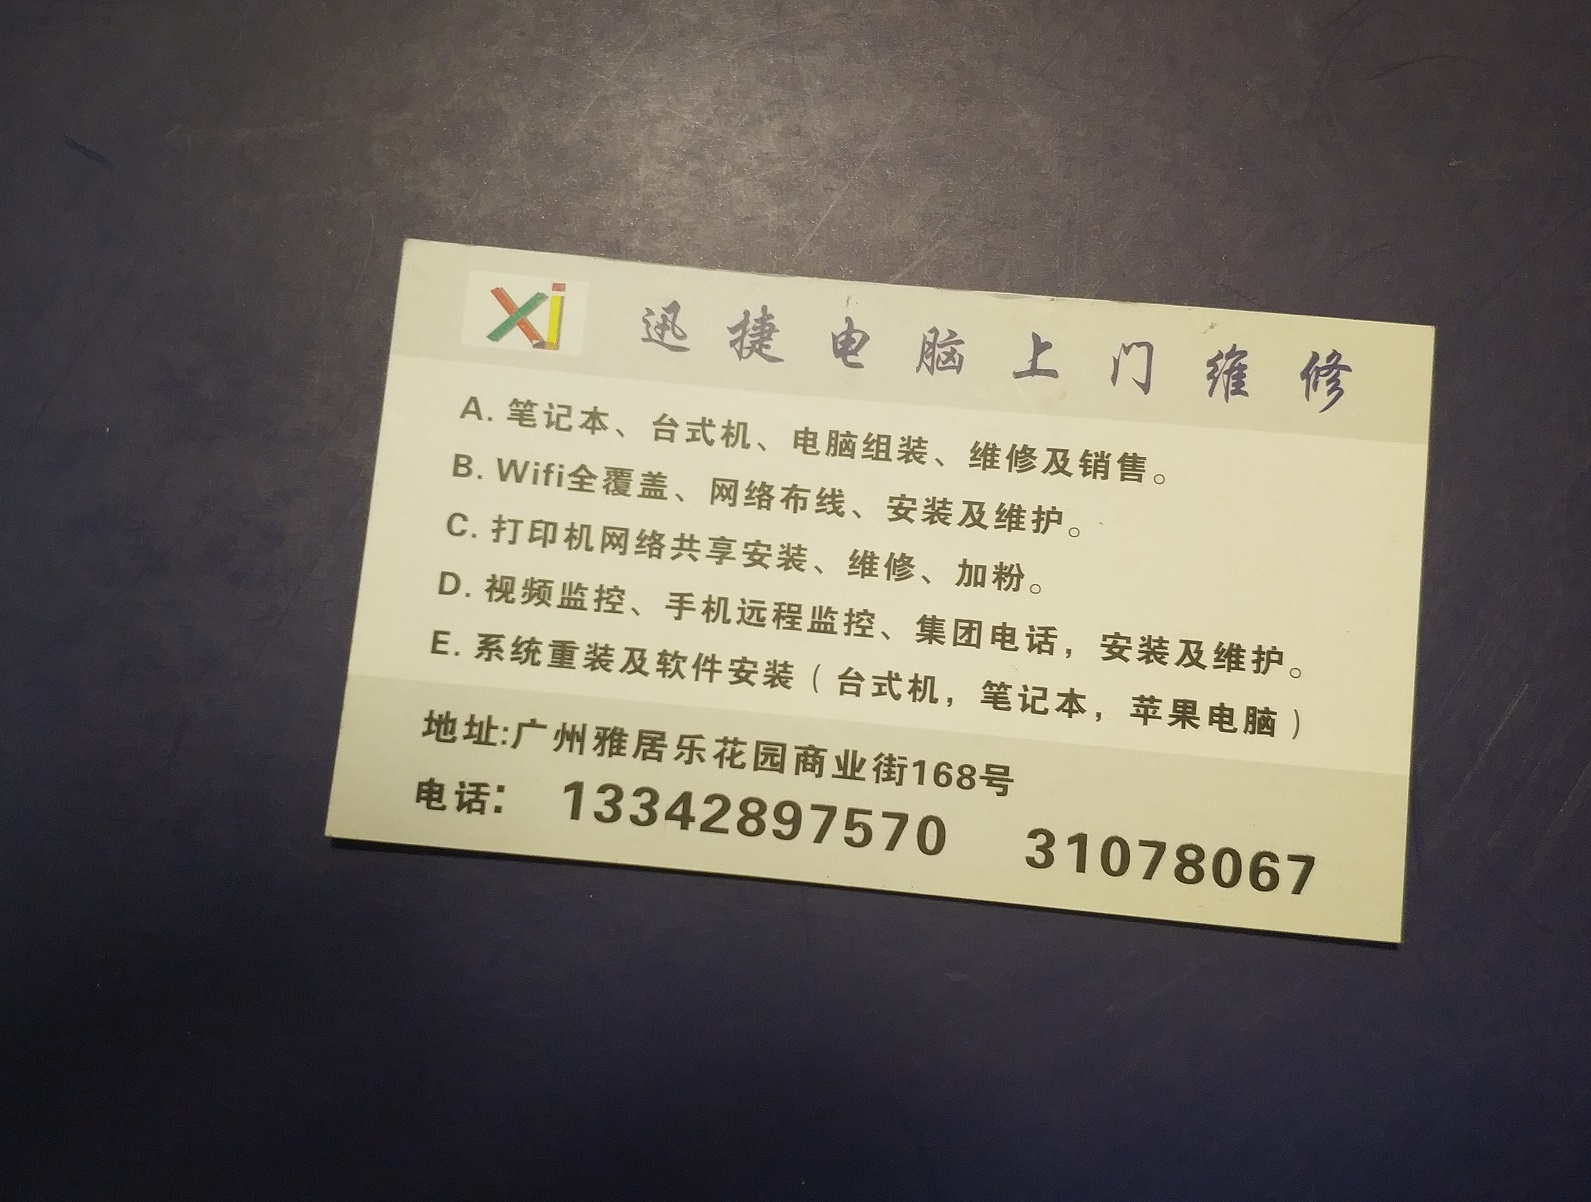 Xi 迅捷电脑上门维修
A. 笔记本、台式机、电脑组装、维修及销售。
B. Wifi全覆盖、网络布线、安装及维护。
C. 打印机网络共享安装、维修、加粉。
D. 视频监控、手机远程监控、集团电话，安装及维护。
E. 系统重装及软件安装（台式机，笔记本，苹果电脑）
地址:广州雅居乐花园商业街168号
电话： 13342897570 31078067